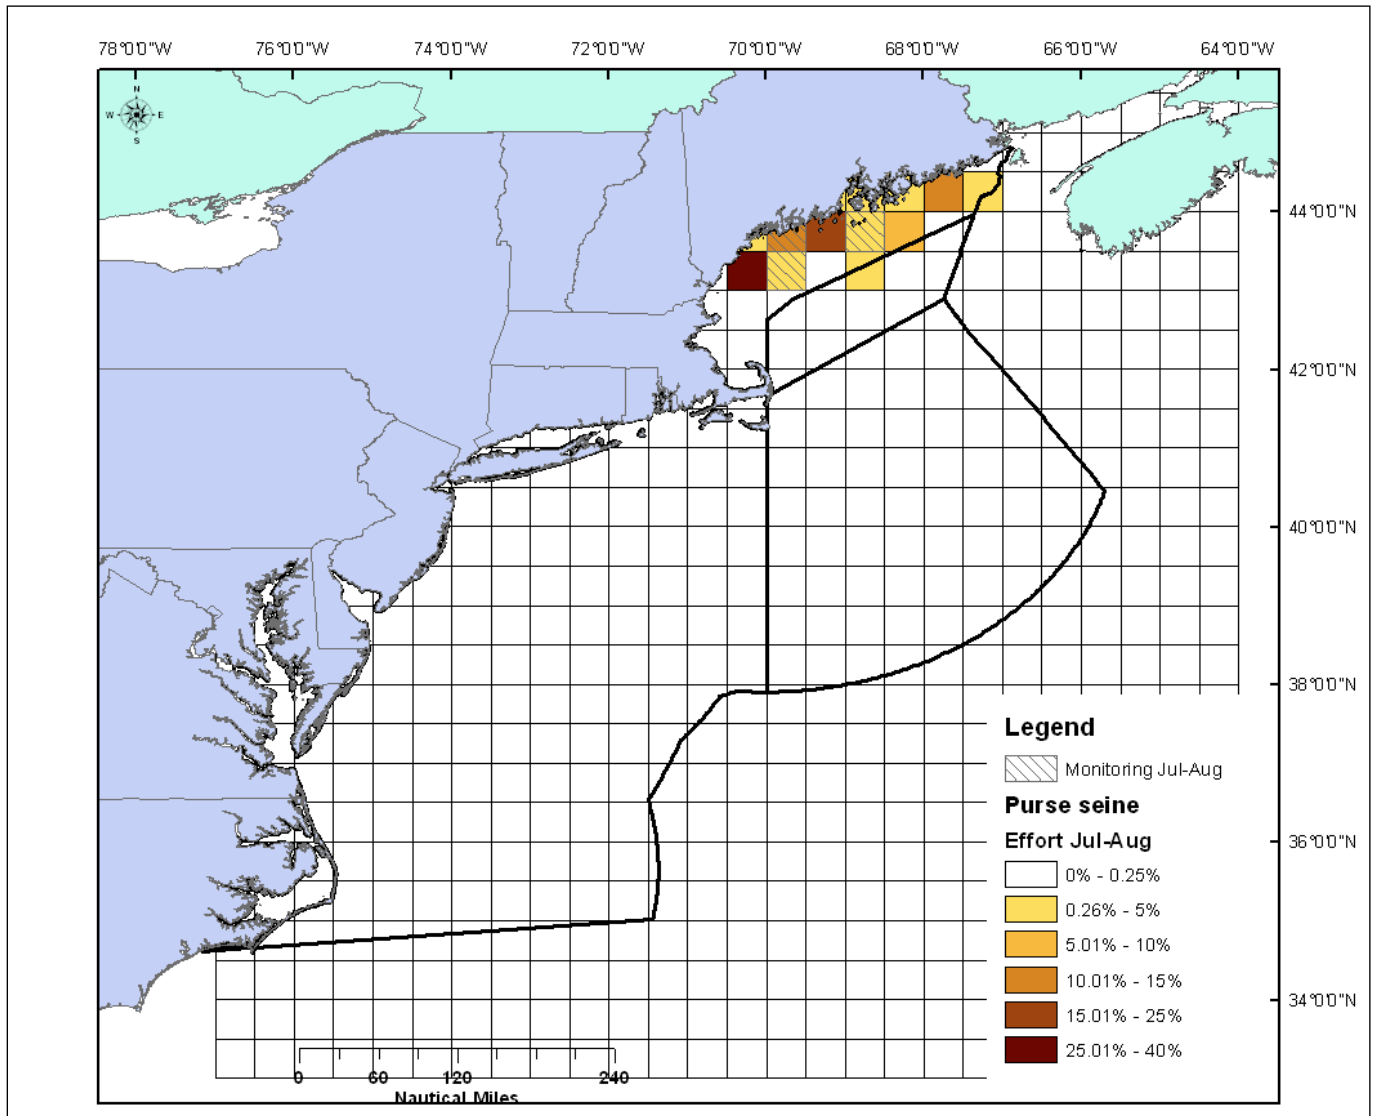 78°0'0"W 76°0'0"W 74°0'0"W 72°0'0"W 70°0'0"W 68°0'0"W 66°0'0"W 64°0'0"W
N
W E
S
44°0'0"N
42°0'0"N
40°0'0"N
38°0'0"N
36°0'0"N
34°0'0"N
Legend
Monitoring Jul-Aug
Purse seine
Effort Jul-Aug
0% - 0.25%
0.26% - 5%
5.01% - 10%
10.01% - 15%
15.01% - 25%
25.01% - 40%
0 60 120 240
Nautical Miles